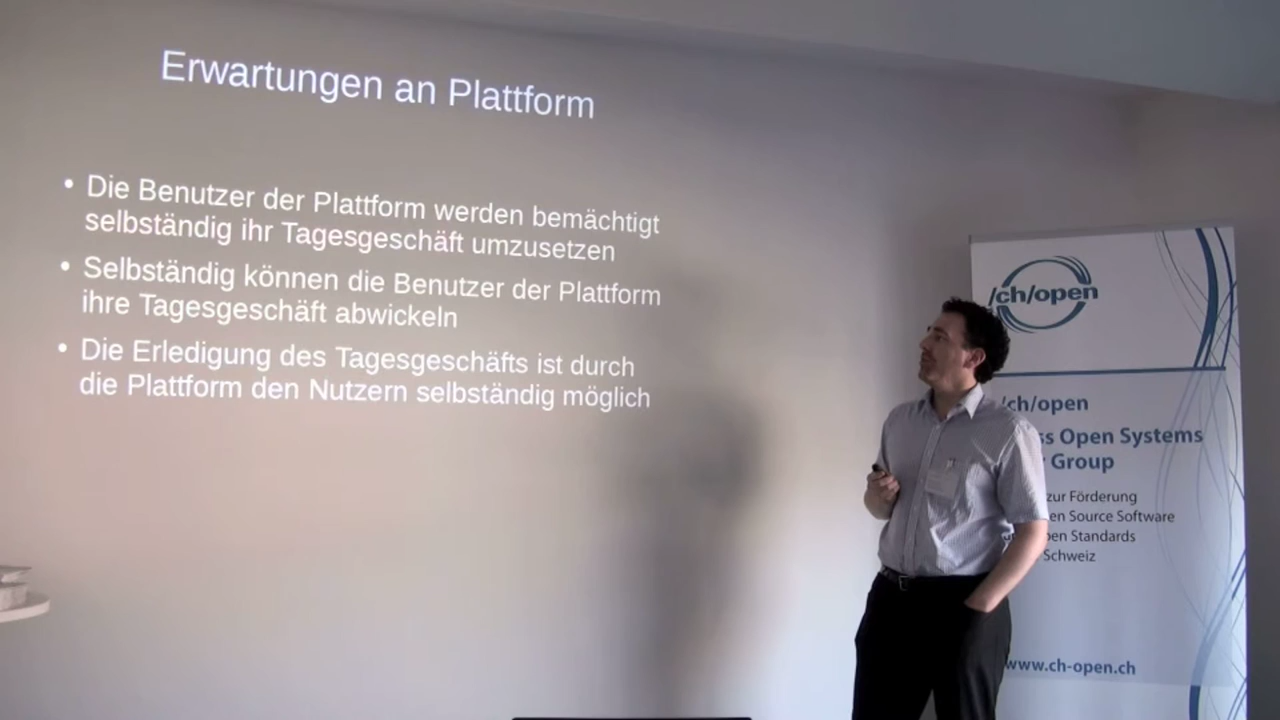 Erwartungen an Plattform
• Die Benutzer der Plattform werden bemächtigt
selbständig ihr Tagesgeschäft umzusetzen
• Selbständig können die Benutzer der Plattform
ihre Tagesgeschäft abwickeln
• Die Erledigung des Tagesgeschäfts ist durch
die Plattform den Nutzern selbständig möglich
/ch/open
/ch/open
ss Open Systems
Group
zur Förderung
en Source Software
en Standards
Schweiz
www.ch-open.ch